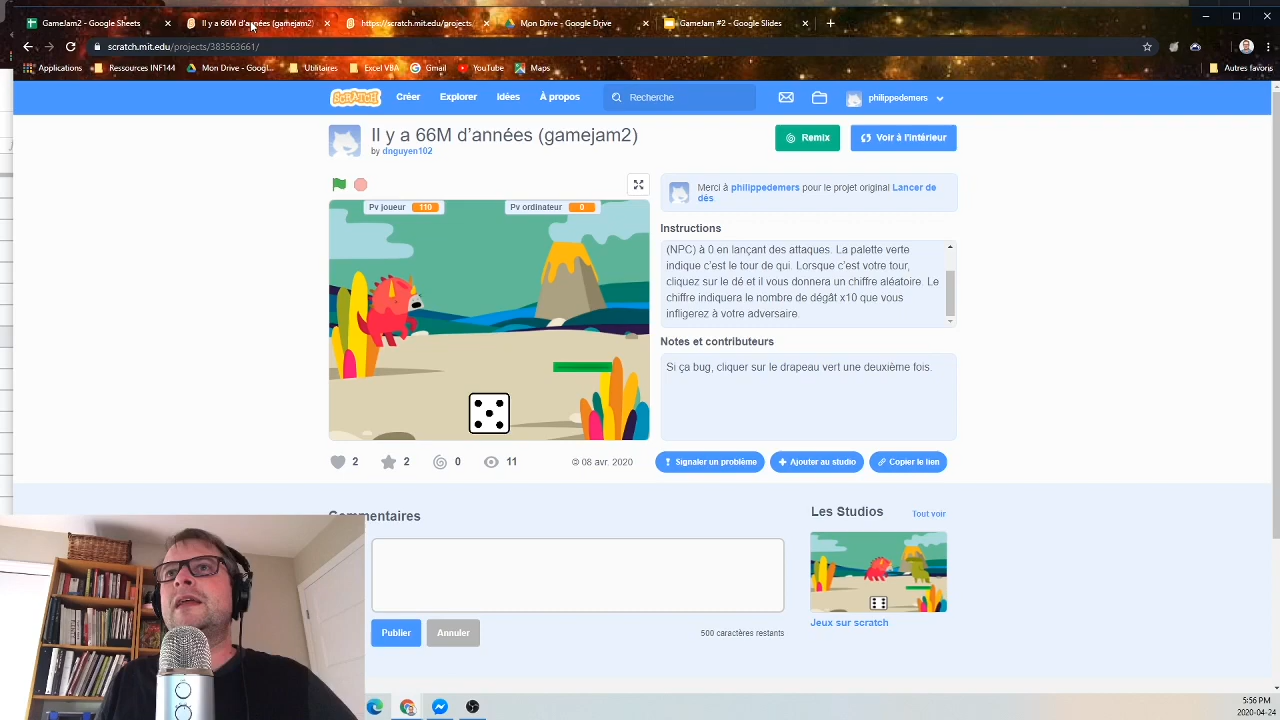 GameJam2 - Google Sheets
Il y a 66M d'années (gamejam2)
https://scratch.mit.edu/projects
Mon Drive - Google Drive
GameJam #2 - Google Slides
scratch.mit.edu/projects/383563661/
Applications
Ressources INF144
Mon Drive - Googl...
Utilitaires
Excel VBA
Gmail
YouTube
Maps
Autres favoris
SCRATCH
Créer
Explorer
Idées
À propos
Recherche
philippedemers
Il y a 66M d'années (gamejam2)
by dnguyen102
Remix
Voir à l'intérieur
Merci à philippedemers pour le projet original Lancer de
dés.
Pv joueur 110
Pv ordinateur 0
Instructions
(NPC) à 0 en lançant des attaques. La palette verte
indique c'est le tour de qui. Lorsque c'est votre tour,
cliquez sur le dé et il vous donnera un chiffre aléatoire. Le
chiffre indiquera le nombre de dégât x10 que vous
infligerez à votre adversaire.
Notes et contributeurs
Si ça bug, cliquer sur le drapeau vert une deuxième fois.
2
2
0
11
© 08 avr. 2020
Signaler un problème
Ajouter au studio
Copier le lien
Commentaires
Les Studios
Tout voir
Jeux sur scratch
Publier
Annuler
500 caractères restants
5:56 PM
2020-04-24